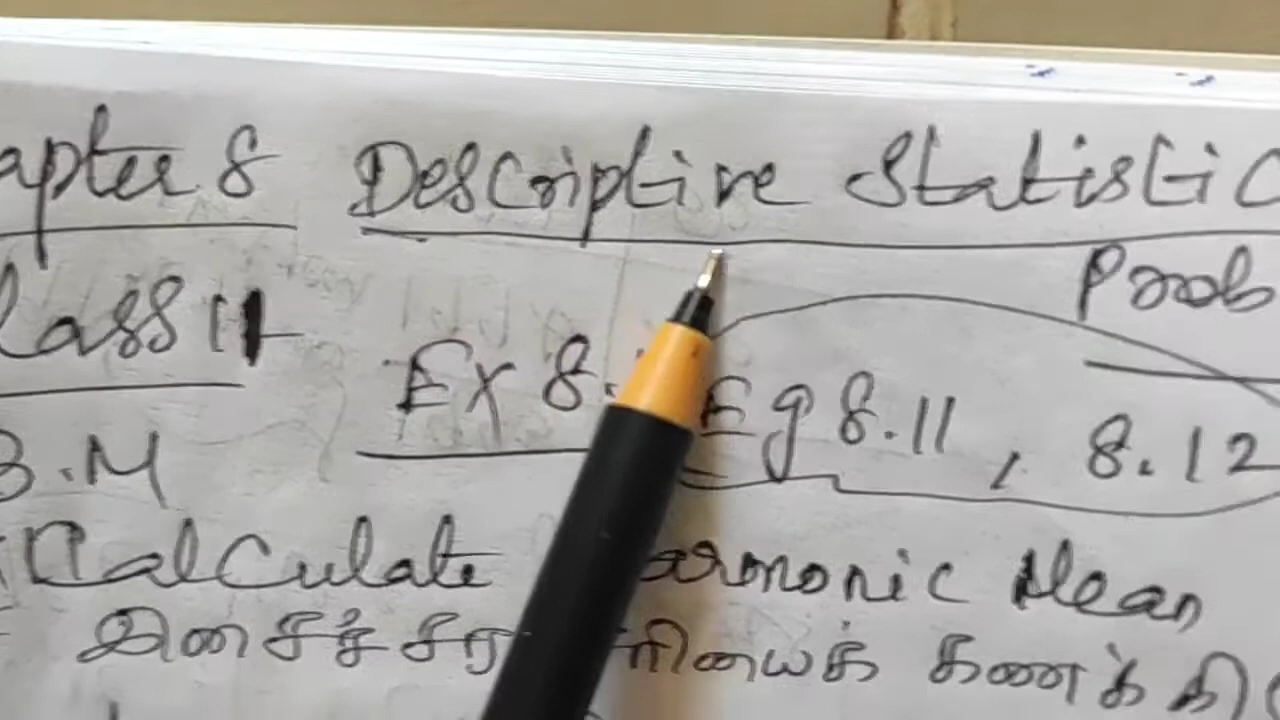 apter 8 Descriptive Statistic
Prob
lass 11
Ex 8. Eg 8.11, 8.12
B.M
Calculate armonic Mean
இசைச்சரா ரியைக் கணக்கி